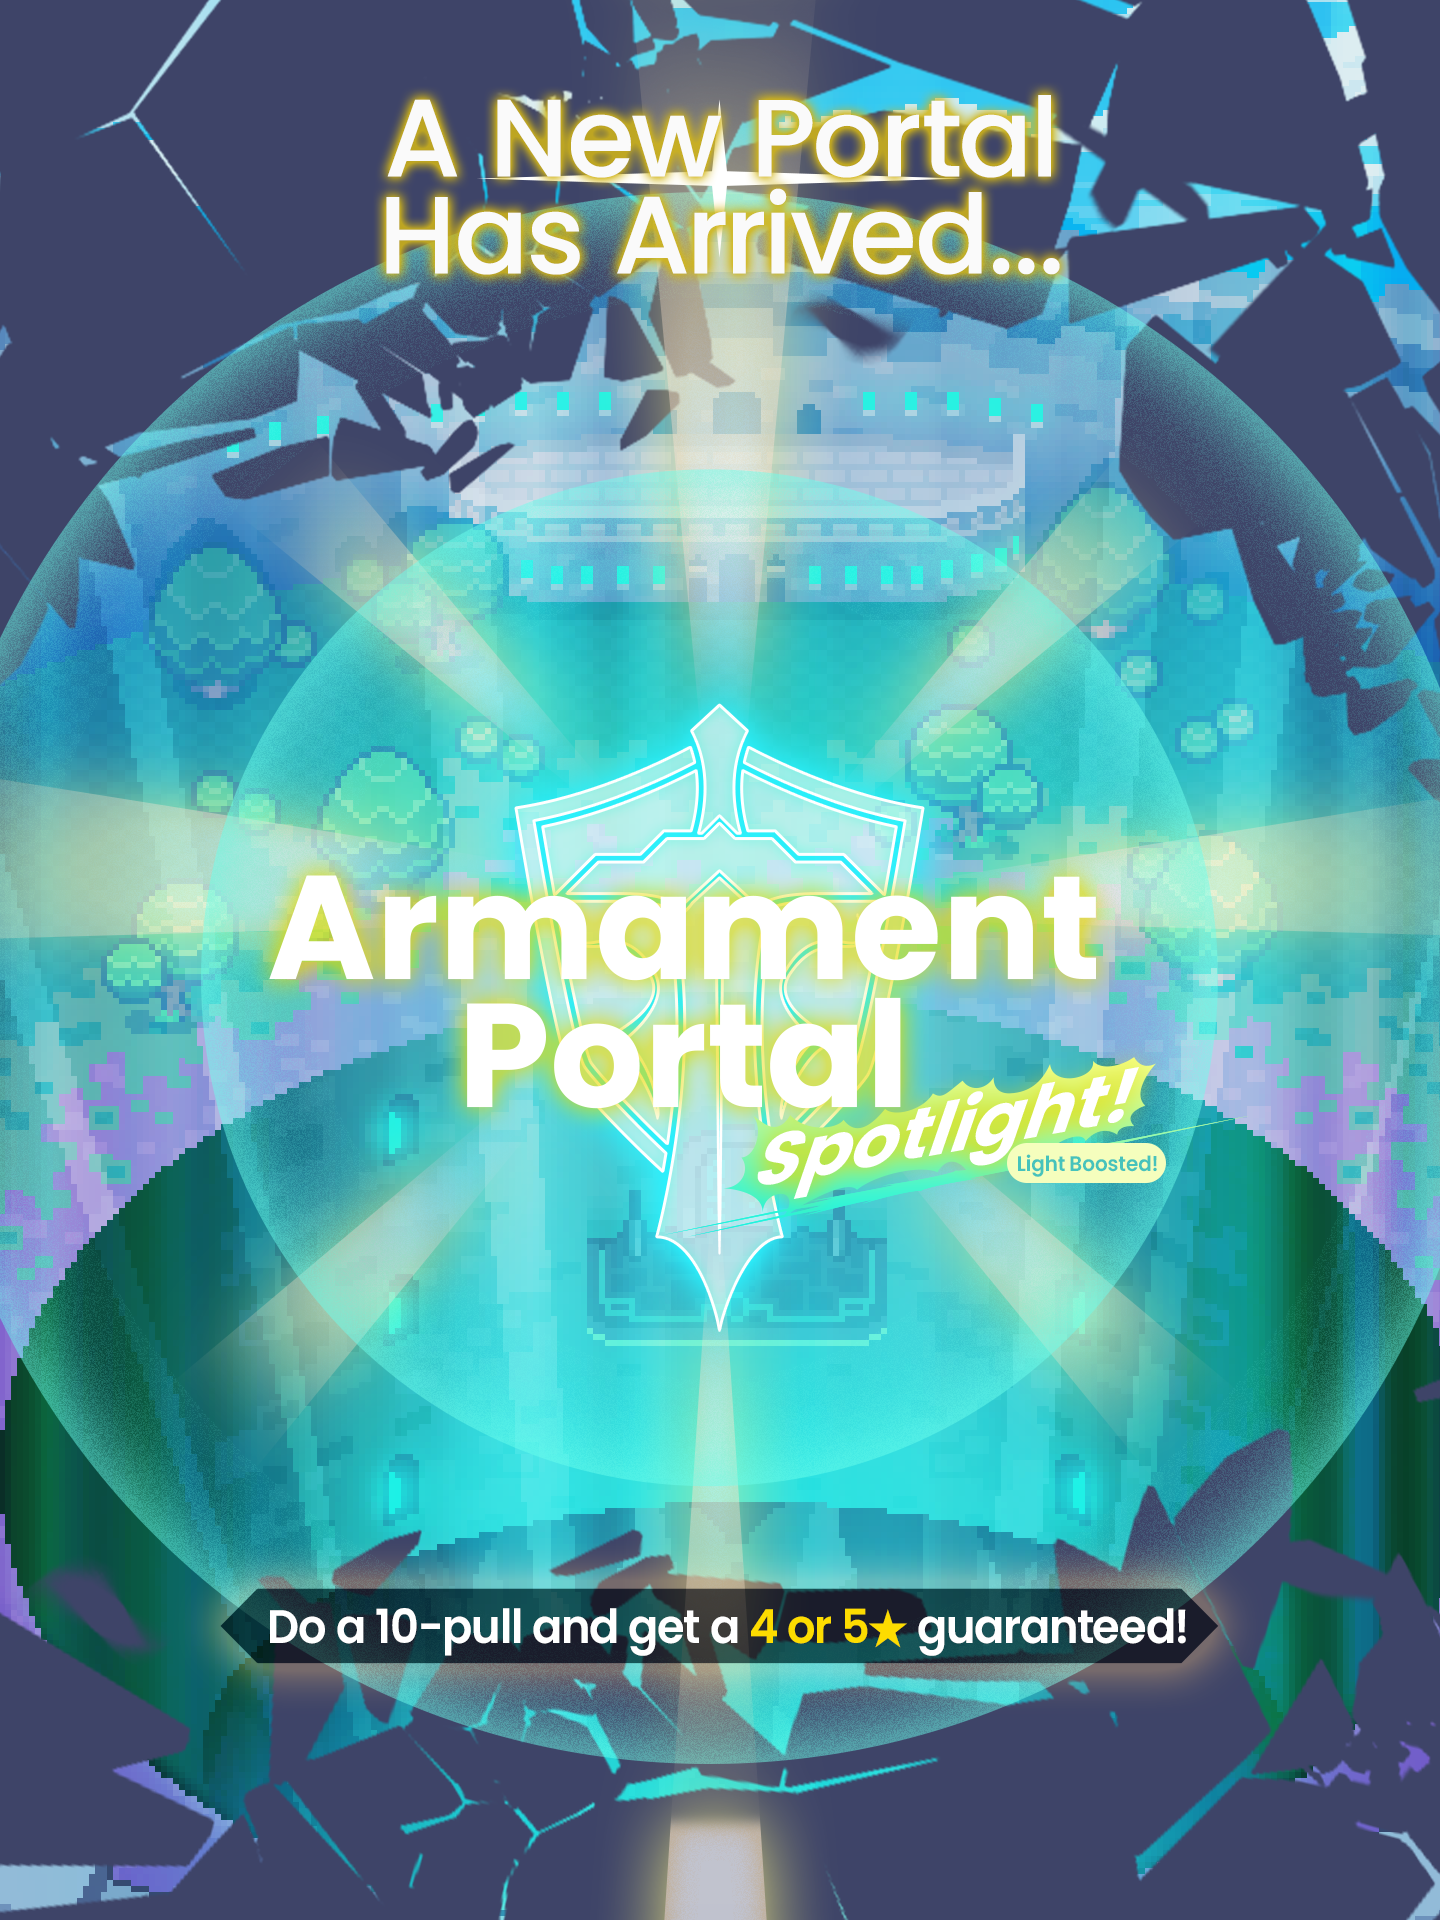 A New Portal
Has Arrived...
Armament
Portal
Spotlight!
Light Boosted!
Do a 10-pull and get a 4 or 5★ guaranteed!